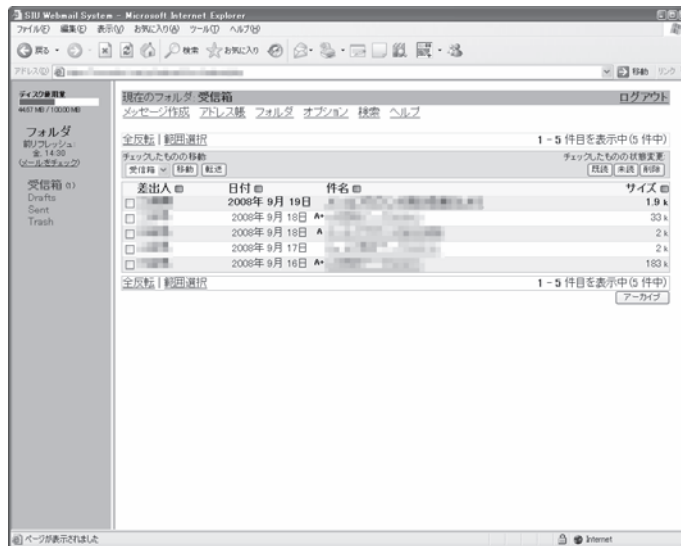 SIU Webmail System - Microsoft Internet Explorer
ファイル(F) 編集(E) 表示(V) お気に入り(A) ツール(T) ヘルプ(H)
戻る 検索 お気に入り
アドレス(D) 移動 リンク
ディスク使用量
44.67 MB / 100.00 MB
フォルダ
前リフレッシュ:
金, 14:30
(メールをチェック)
受信箱 (1)
Drafts
Sent
Trash
現在のフォルダ: 受信箱 ログアウト
メッセージ作成 アドレス帳 フォルダ オプション 検索 ヘルプ
全反転 | 範囲選択 1 - 5 件目を表示中 (5 件中)
チェックしたものの移動 チェックしたものの状態変更:
受信箱 移動 転送 既読 未読 削除
差出人 日付 件名 サイズ
2008年 9月 19日 1.9 k
2008年 9月 18日 A+ 33 k
2008年 9月 18日 A 2 k
2008年 9月 17日 2 k
2008年 9月 16日 A+ 183 k
全反転 | 範囲選択 1 - 5 件目を表示中 (5 件中)
アーカイブ
ページが表示されました Internet